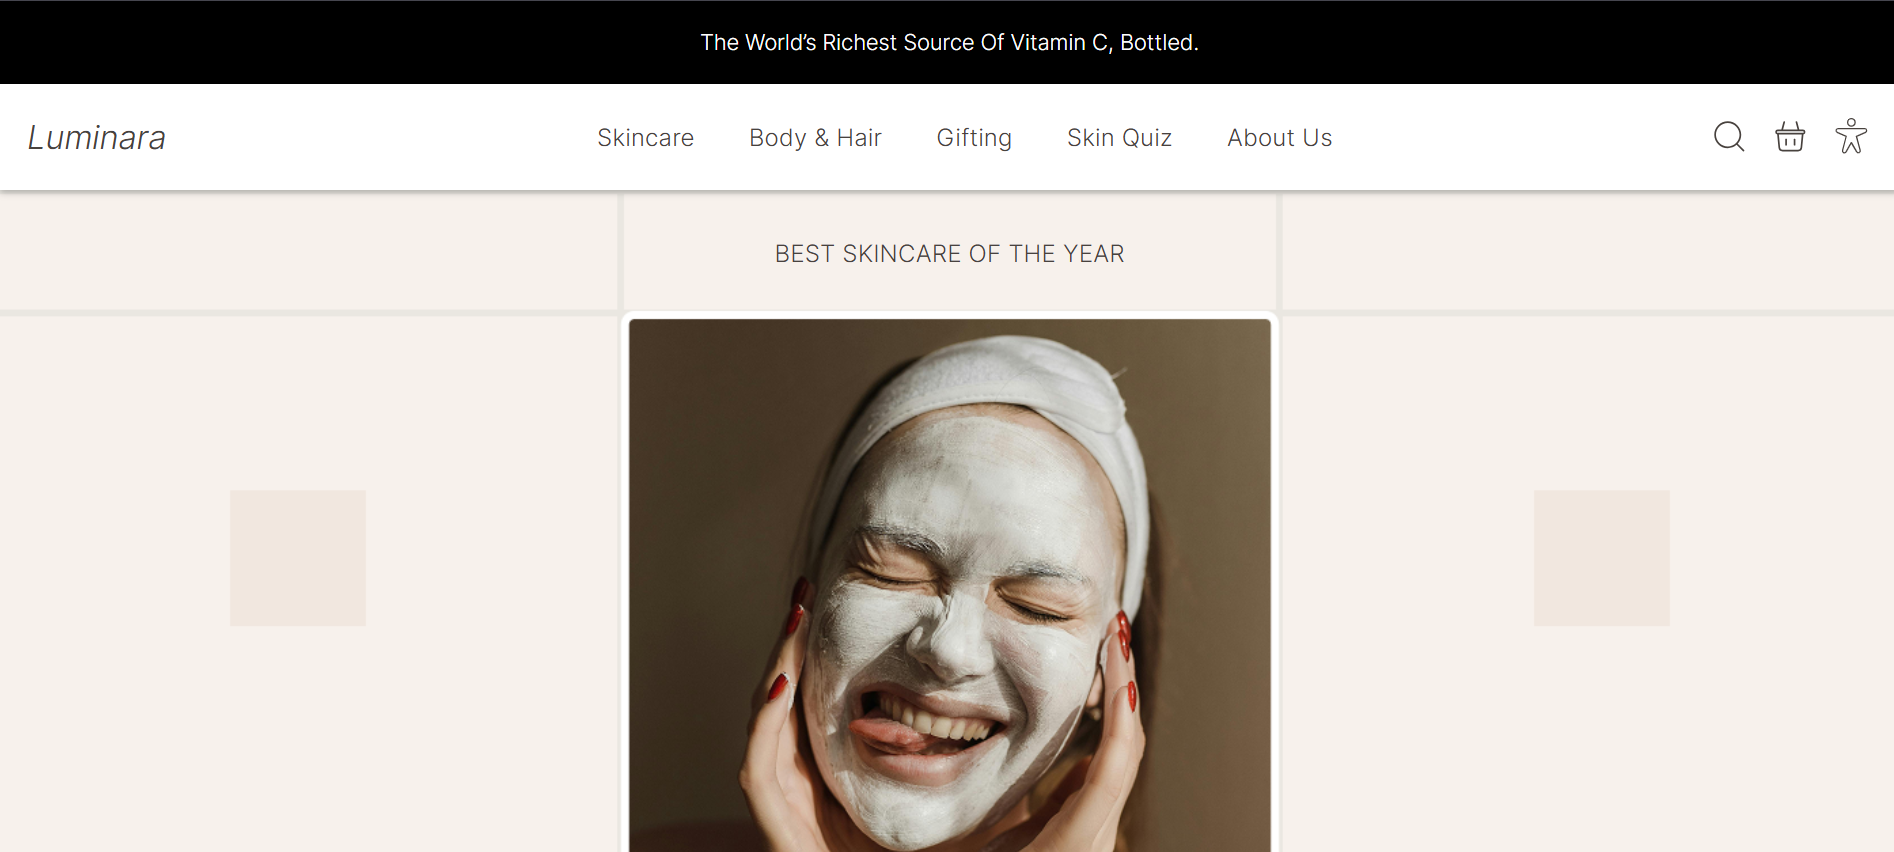 The World’s Richest Source Of Vitamin C, Bottled.
Luminara
Skincare
Body & Hair
Gifting
Skin Quiz
About Us
BEST SKINCARE OF THE YEAR